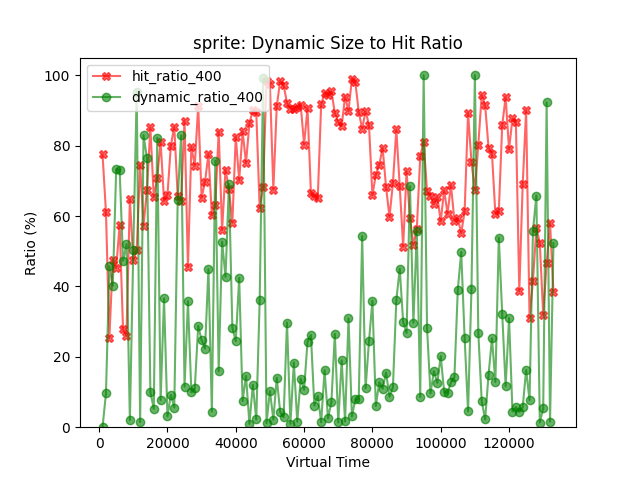 sprite: Dynamic Size to Hit Ratio
hit_ratio_400
dynamic_ratio_400
100
80
60
40
20
0
Ratio (%)
0 20000 40000 60000 80000 100000 120000
Virtual Time